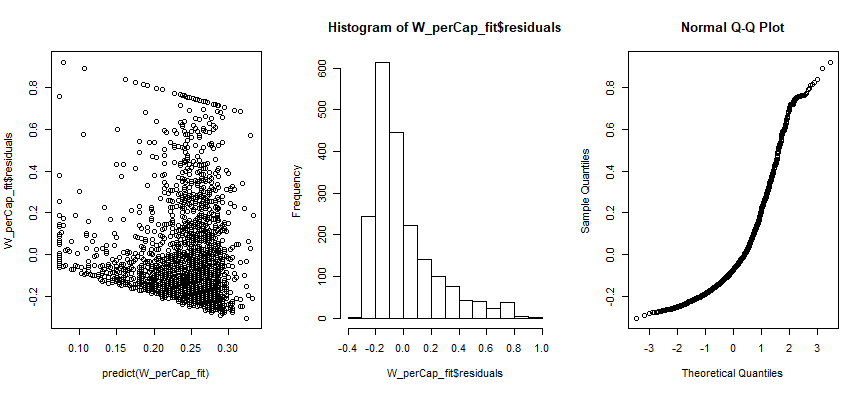 W_perCap_fit$residuals
0.8
0.6
0.4
0.2
0.0
-0.2
0.10 0.15 0.20 0.25 0.30
predict(W_perCap_fit)
Histogram of W_perCap_fit$residuals
Frequency
600
500
400
300
200
100
0
-0.4 -0.2 0.0 0.2 0.4 0.6 0.8 1.0
W_perCap_fit$residuals
Normal Q-Q Plot
Sample Quantiles
0.8
0.6
0.4
0.2
0.0
-0.2
-3 -2 -1 0 1 2 3
Theoretical Quantiles